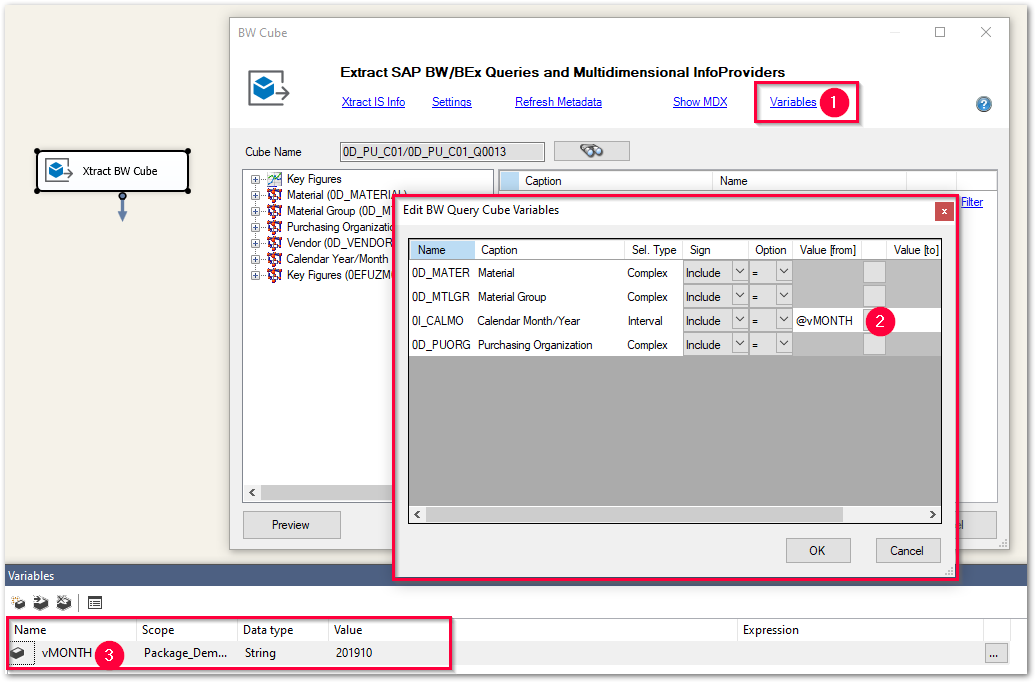 BW Cube
Extract SAP BW/BEx Queries and Multidimensional InfoProviders
Xtract IS Info Settings Refresh Metadata Show MDX Variables 1
?
Xtract BW Cube
Cube Name 0D_PU_C01/0D_PU_C01_Q0013
Key Figures
Material (0D_MATERIAL)
Material Group (0D_MT
Purchasing Organizatio
Vendor (0D_VENDOR
Calendar Year/Month
Key Figures (0EFUZM
Caption Name
Filter
Edit BW Query Cube Variables
x
Name Caption Sel. Type Sign Option Value [from] Value [to]
0D_MATER Material Complex Include =
0D_MTLGR Material Group Complex Include =
0I_CALMO Calendar Month/Year Interval Include = @vMONTH 2
0D_PUORG Purchasing Organization Complex Include =
OK Cancel
Preview
Variables
Name Scope Data type Value Expression
vMONTH 3 Package_Dem... String 201910 ...